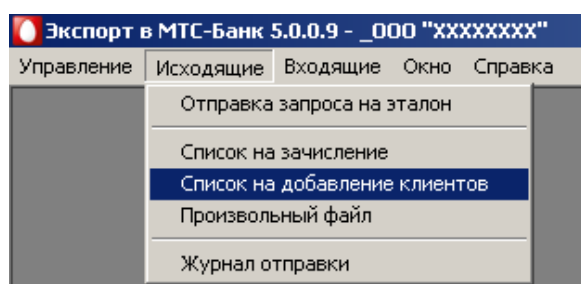 Экспорт в МТС-Банк 5.0.0.9 - _ООО "XXXXXXXX"
Управление Исходящие Входящие Окно Справка
Отправка запроса на эталон
Список на зачисление
Список на добавление клиентов
Произвольный файл
Журнал отправки